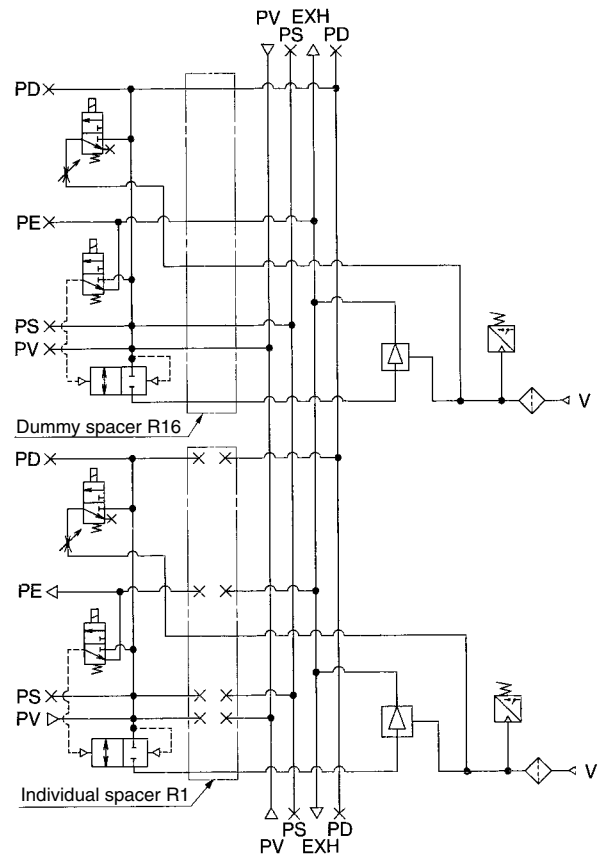 PV EXH
PS PD
PD
PE
PS
PV
V
Dummy spacer R16
PD
PE
PS
PV
V
Individual spacer R1
PS PD
PV EXH